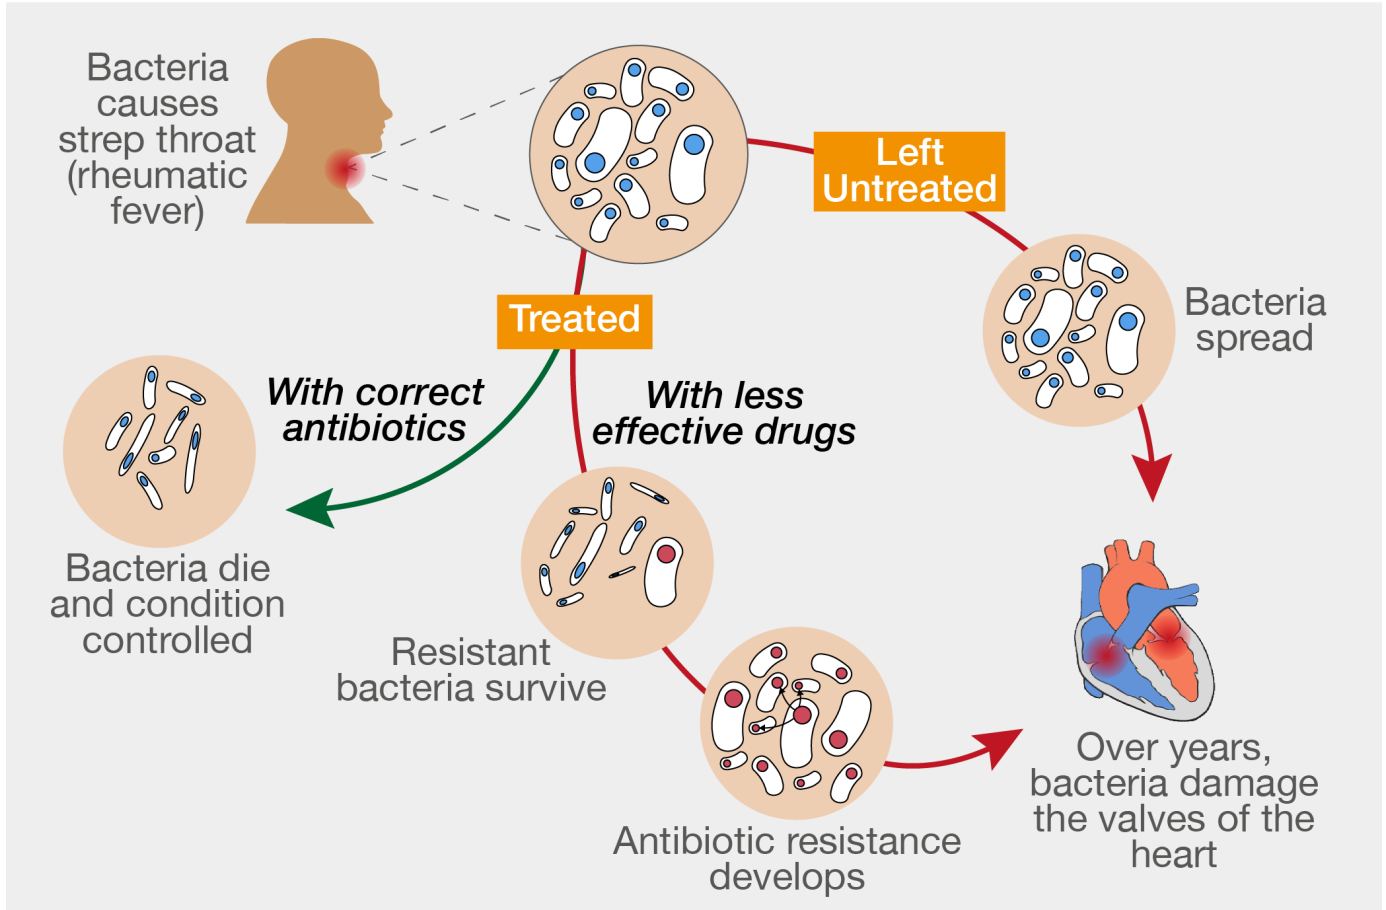 Bacteria
causes
strep throat
(rheumatic
fever)
Left
Untreated
Bacteria
spread
Treated
With correct
antibiotics
With less
effective drugs
Bacteria die
and condition
controlled
Resistant
bacteria survive
Antibiotic resistance
develops
Over years,
bacteria damage
the valves of the
heart